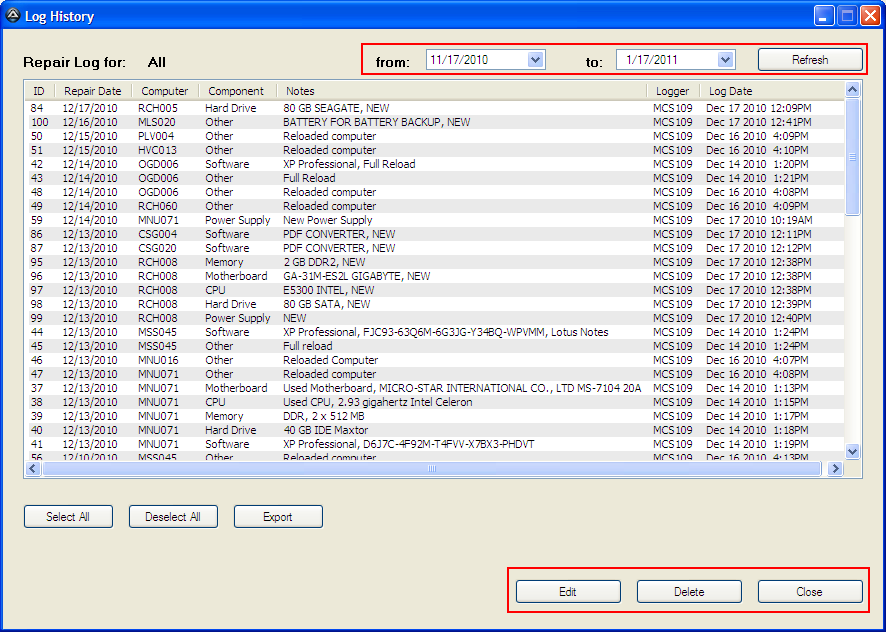 Log History
Repair Log for: All from: 11/17/2010 to: 1/17/2011 Refresh
ID Repair Date Computer Component Notes Logger Log Date
84 12/17/2010 RCH005 Hard Drive 80 GB SEAGATE, NEW MCS109 Dec 17 2010 12:09PM
100 12/16/2010 MLS020 Other BATTERY FOR BATTERY BACKUP, NEW MCS109 Dec 17 2010 12:41PM
50 12/15/2010 PLV004 Other Reloaded computer MCS109 Dec 16 2010 4:09PM
51 12/15/2010 HVC013 Other Reloaded computer MCS109 Dec 16 2010 4:10PM
42 12/14/2010 OGD006 Software XP Professional, Full Reload MCS109 Dec 14 2010 1:20PM
43 12/14/2010 OGD006 Other Full Reload MCS109 Dec 14 2010 1:21PM
48 12/14/2010 OGD006 Other Reloaded computer MCS109 Dec 16 2010 4:08PM
49 12/14/2010 RCH060 Other Reloaded computer MCS109 Dec 16 2010 4:09PM
59 12/14/2010 MNU071 Power Supply New Power Supply MCS109 Dec 17 2010 10:19AM
86 12/13/2010 CSG004 Software PDF CONVERTER, NEW MCS109 Dec 17 2010 12:11PM
87 12/13/2010 CSG020 Software PDF CONVERTER, NEW MCS109 Dec 17 2010 12:12PM
95 12/13/2010 RCH008 Memory 2 GB DDR2, NEW MCS109 Dec 17 2010 12:38PM
96 12/13/2010 RCH008 Motherboard GA-31M-ES2L GIGABYTE, NEW MCS109 Dec 17 2010 12:38PM
97 12/13/2010 RCH008 CPU E5300 INTEL, NEW MCS109 Dec 17 2010 12:38PM
98 12/13/2010 RCH008 Hard Drive 80 GB SATA, NEW MCS109 Dec 17 2010 12:39PM
99 12/13/2010 RCH008 Power Supply NEW MCS109 Dec 17 2010 12:40PM
44 12/13/2010 MSS045 Software XP Professional, FJC93-63Q6M-6G3JG-Y34BQ-WPVMM, Lotus Notes MCS109 Dec 14 2010 1:24PM
45 12/13/2010 MSS045 Other Full reload MCS109 Dec 14 2010 1:24PM
46 12/13/2010 MNU016 Other Reloaded Computer MCS109 Dec 16 2010 4:07PM
47 12/13/2010 MNU071 Other Reloaded computer MCS109 Dec 16 2010 4:08PM
37 12/13/2010 MNU071 Motherboard Used Motherboard, MICRO-STAR INTERNATIONAL CO., LTD MS-7104 20A MCS109 Dec 14 2010 1:13PM
38 12/13/2010 MNU071 CPU Used CPU, 2.93 gigahertz Intel Celeron MCS109 Dec 14 2010 1:15PM
39 12/13/2010 MNU071 Memory DDR, 2 x 512 MB MCS109 Dec 14 2010 1:17PM
40 12/13/2010 MNU071 Hard Drive 40 GB IDE Maxtor MCS109 Dec 14 2010 1:18PM
41 12/13/2010 MNU071 Software XP Professional, D6J7C-4F92M-T4FVV-X7BX3-PHDVT MCS109 Dec 14 2010 1:19PM
56 12/10/2010 MSS045 Other Reloaded computer MCS109 Dec 16 2010 4:13PM
Select All Deselect All Export
Edit Delete Close